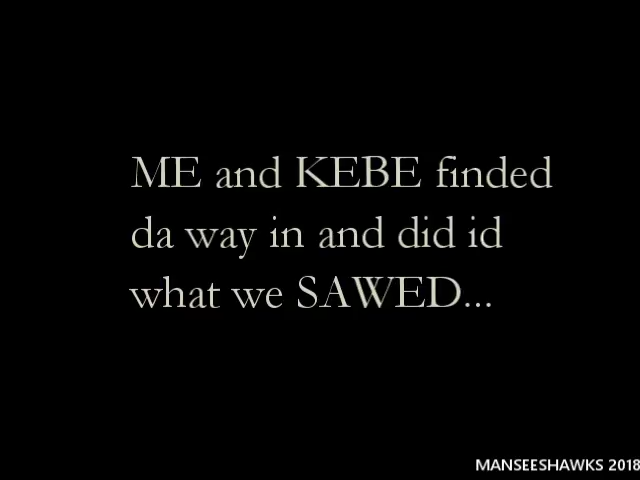 ME and KEBE finded
da way in and did id
what we SAWED...
MANSEESHAWKS 2018